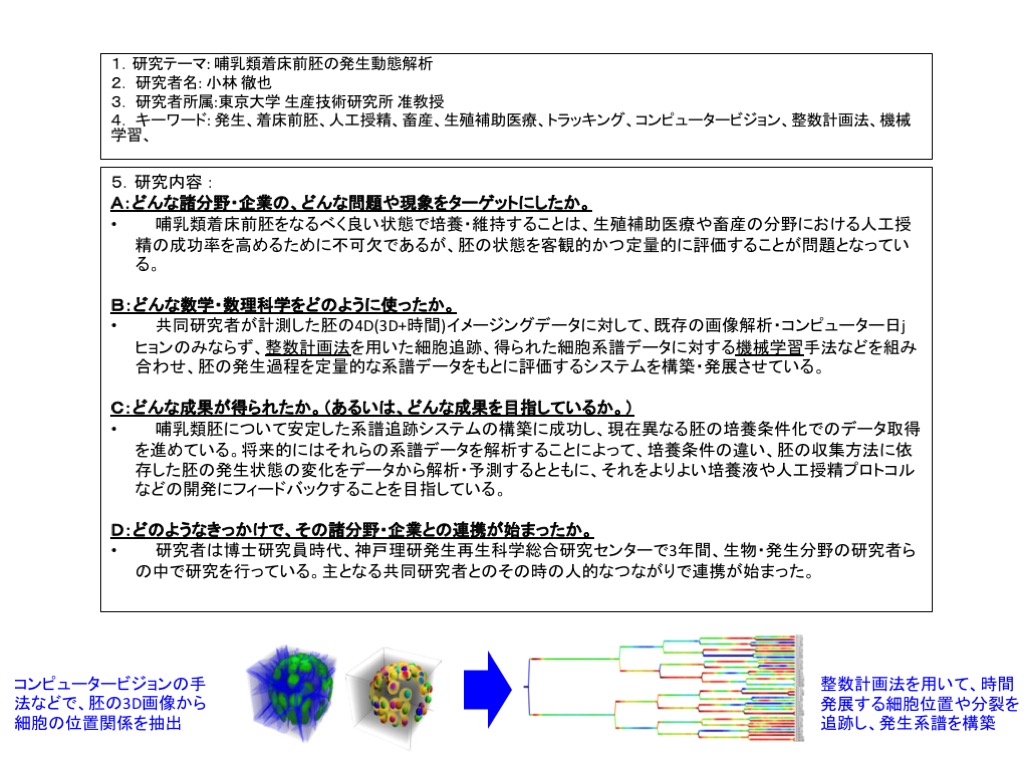 1. 研究テーマ: 哺乳類着床前胚の発生動態解析
2. 研究者名: 小林 徹也
3. 研究者所属:東京大学 生産技術研究所 准教授
4. キーワード: 発生、着床前胚、人工授精、畜産、生殖補助医療、トラッキング、コンピュータービジョン、整数計画法、機械
学習、
5. 研究内容 :
A:どんな諸分野・企業の、どんな問題や現象をターゲットにしたか。
• 哺乳類着床前胚をなるべく良い状態で培養・維持することは、生殖補助医療や畜産の分野における人工授
精の成功率を高めるために不可欠であるが、胚の状態を客観的かつ定量的に評価することが問題となってい
る。
B:どんな数学・数理科学をどのように使ったか。
• 共同研究者が計測した胚の4D(3D+時間)イメージングデータに対して、既存の画像解析・コンピューター日j
ヒョンのみならず、整数計画法を用いた細胞追跡、得られた細胞系譜データに対する機械学習手法などを組み
合わせ、胚の発生過程を定量的な系譜データをもとに評価するシステムを構築・発展させている。
C:どんな成果が得られたか。(あるいは、どんな成果を目指しているか。)
• 哺乳類胚について安定した系譜追跡システムの構築に成功し、現在異なる胚の培養条件化でのデータ取得
を進めている。将来的にはそれらの系譜データを解析することによって、培養条件の違い、胚の収集方法に依
存した胚の発生状態の変化をデータから解析・予測するとともに、それをよりよい培養液や人工授精プロトコル
などの開発にフィードバックすることを目指している。
D:どのようなきっかけで、その諸分野・企業との連携が始まったか。
• 研究者は博士研究員時代、神戸理研発生再生科学総合研究センターで3年間、生物・発生分野の研究者ら
の中で研究を行っている。主となる共同研究者とのその時の人的なつながりで連携が始まった。
コンピュータービジョンの手
法などで、胚の3D画像から
細胞の位置関係を抽出
整数計画法を用いて、時間
発展する細胞位置や分裂を
追跡し、発生系譜を構築